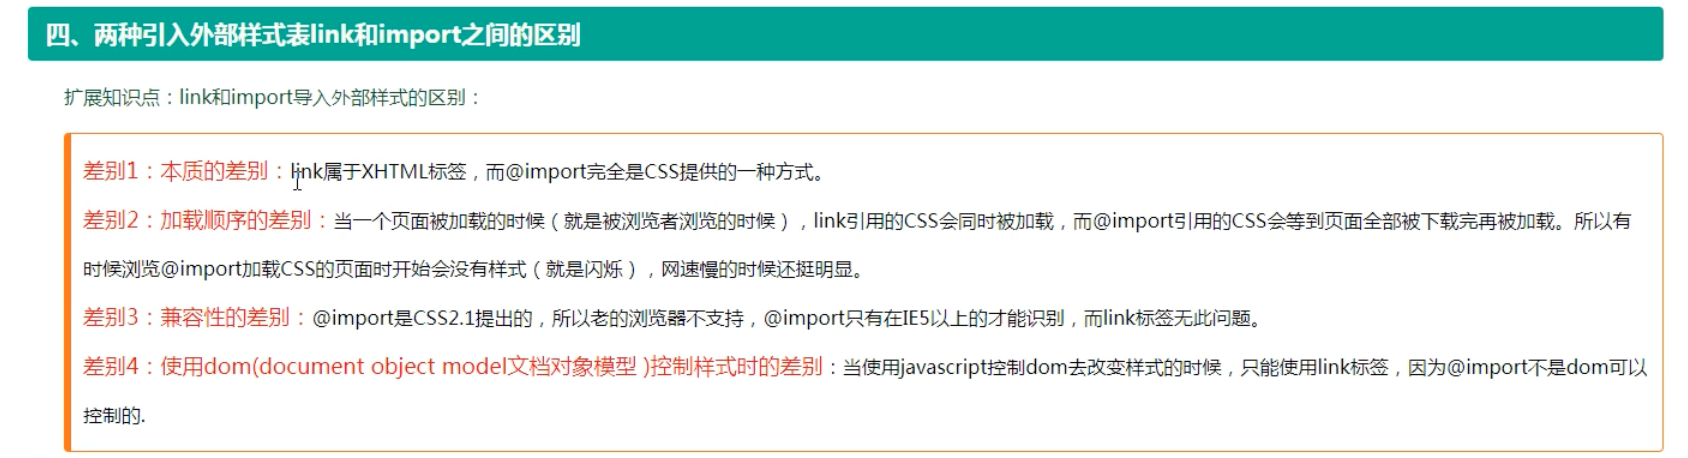 四、两种引入外部样式表link和import之间的区别
扩展知识点：link和import导入外部样式的区别：
差别1：本质的差别：link属于XHTML标签，而@import完全是CSS提供的一种方式。
差别2：加载顺序的差别：当一个页面被加载的时候（就是被浏览者浏览的时候），link引用的CSS会同时被加载，而@import引用的CSS会等到页面全部被下载完再被加载。所以有
时候浏览@import加载CSS的页面时开始会没有样式（就是闪烁），网速慢的时候还挺明显。
差别3：兼容性的差别：@import是CSS2.1提出的，所以老的浏览器不支持，@import只有在IE5以上的才能识别，而link标签无此问题。
差别4：使用dom(document object model文档对象模型 )控制样式时的差别：当使用javascript控制dom去改变样式的时候，只能使用link标签，因为@import不是dom可以
控制的.